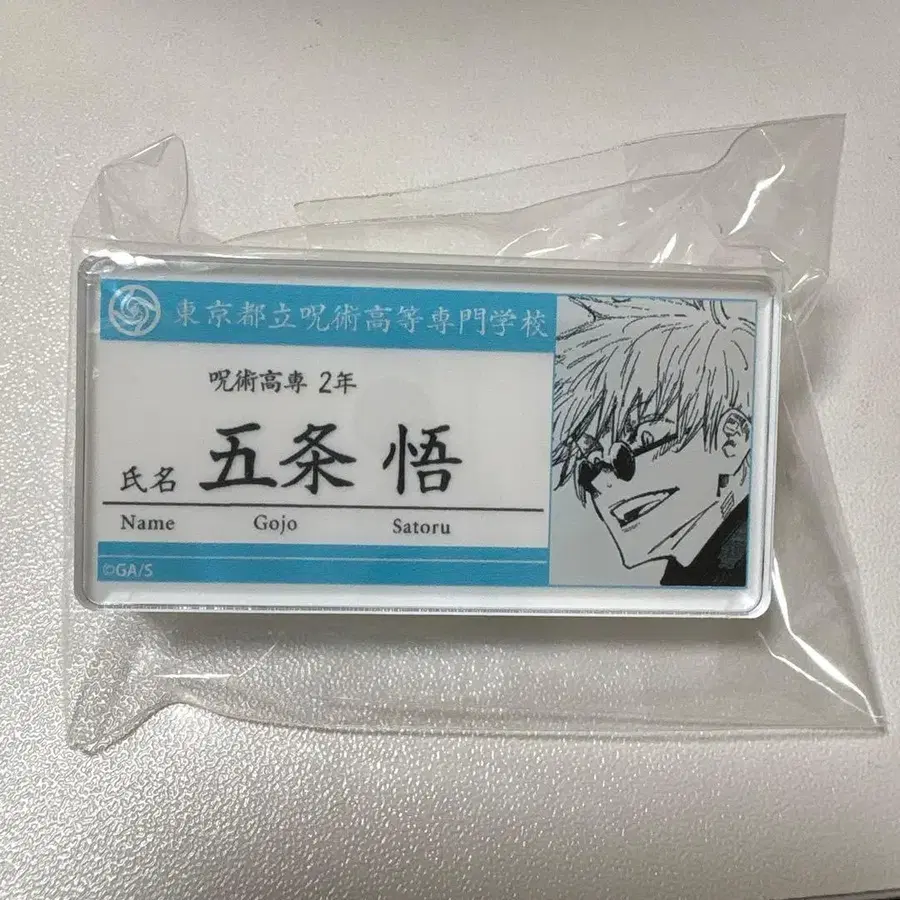 東京都立呪術高等専門学校
呪術高専 2年
氏名 五条 悟
Name Gojo Satoru
©GA/S